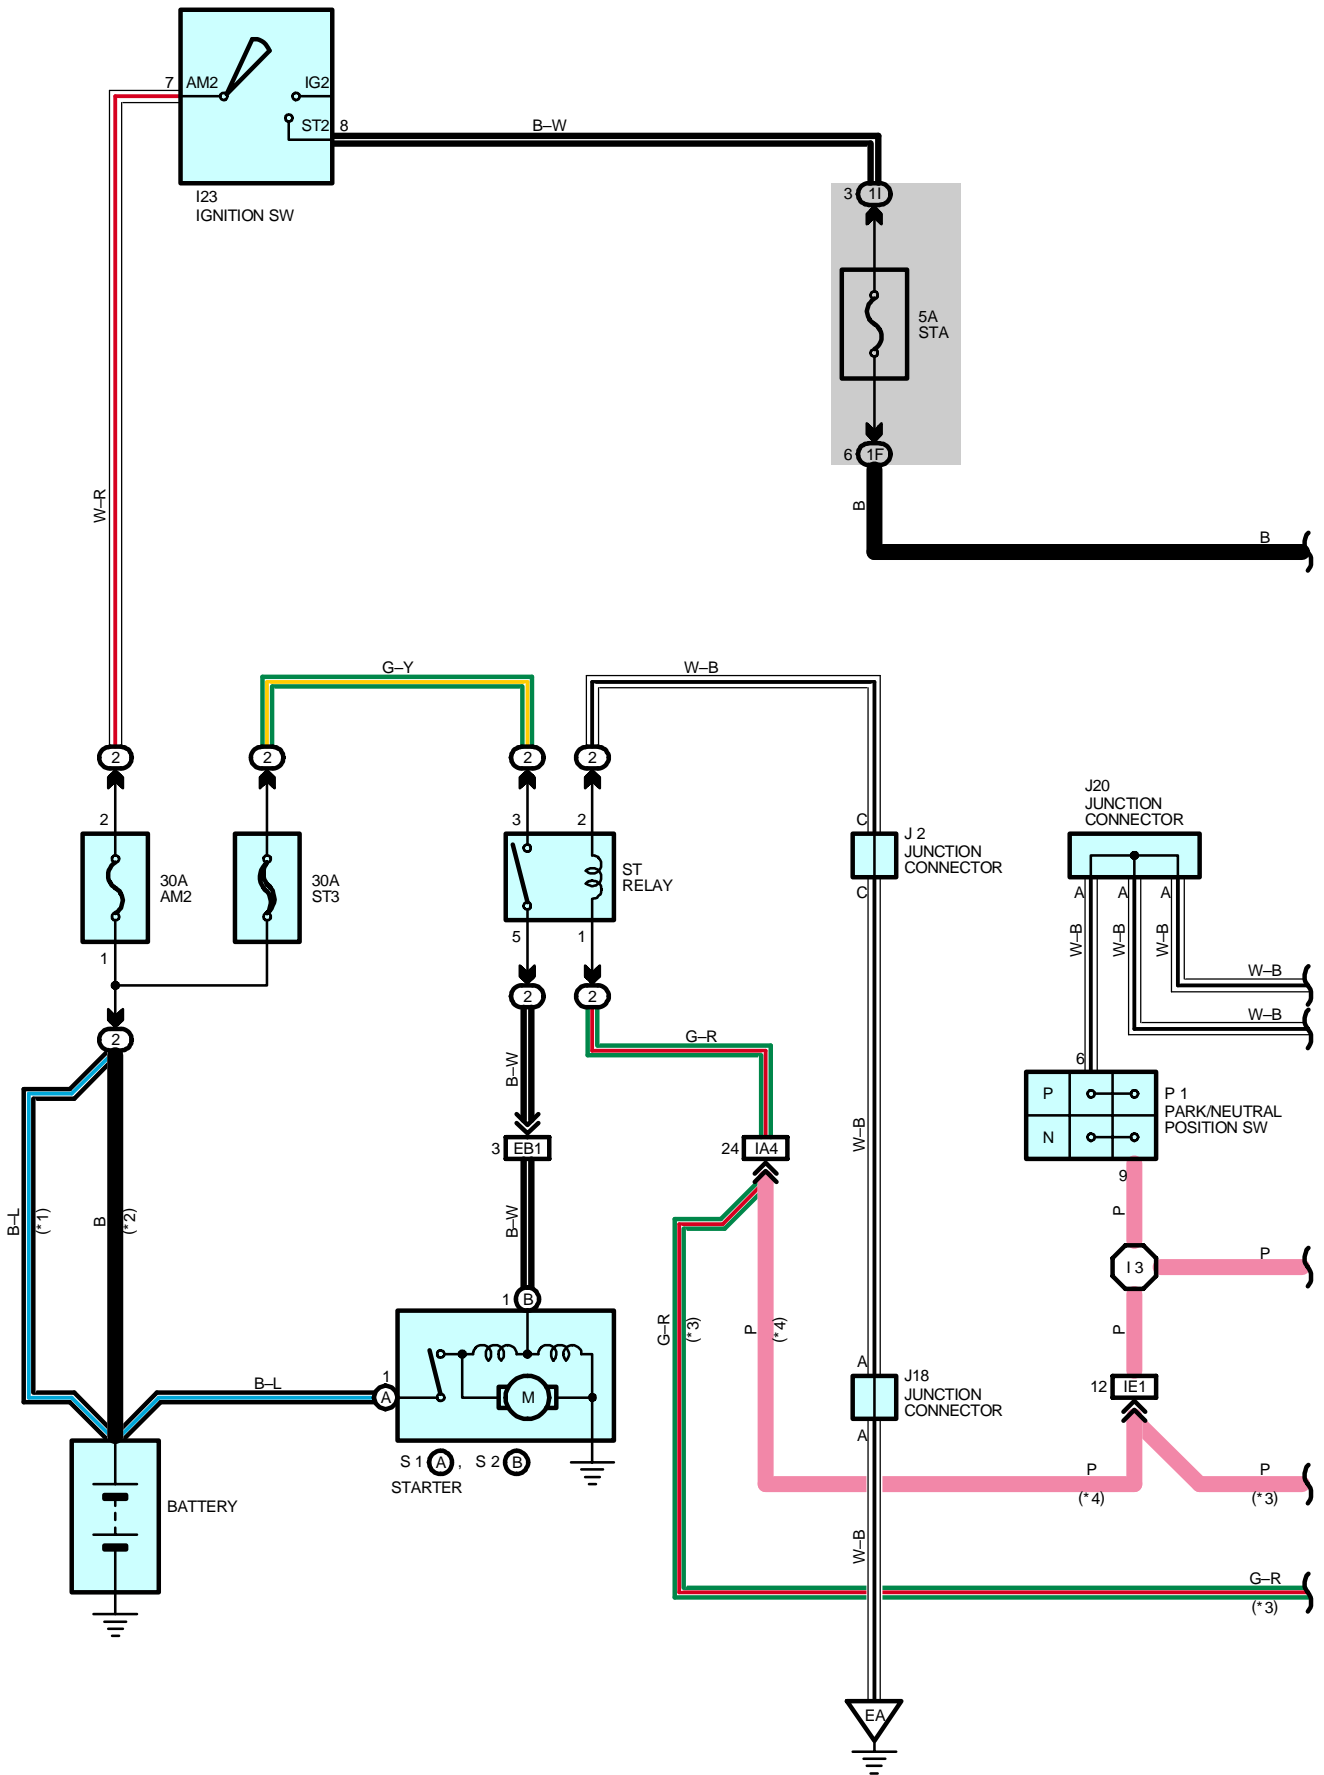 7
AM2
IG2
ST2
8
B–W
I23
IGNITION SW
3
1I
5A
STA
6
1F
B
B
W–R
G–Y
W–B
2
2
2
2
2
3
2
C
J 2
JUNCTION
CONNECTOR
C
J20
JUNCTION
CONNECTOR
30A
AM2
30A
ST3
ST
RELAY
1
5
1
A
A
A
W–B
W–B
W–B
W–B
W–B
2
2
2
G–R
B–W
6
P
N
P 1
PARK/NEUTRAL
POSITION SW
9
3
EB1
24
IA4
W–B
B–L
(*1)
B
(*2)
B–W
P
I 3
P
1
B
G–R
(*3)
P
(*4)
P
B–L
1
A
M
A
J18
JUNCTION
CONNECTOR
A
12
IE1
S 1
A
,
S 2
B
STARTER
BATTERY
P
(*4)
P
(*3)
W–B
G–R
(*3)
EA